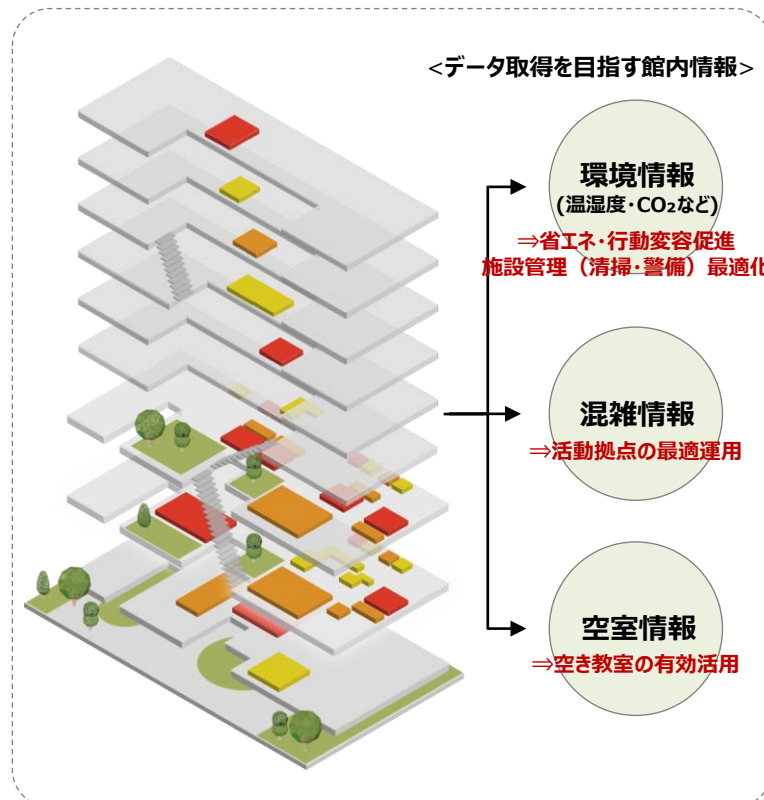 <データ取得を目指す館内情報>
環境情報
(温湿度・CO₂など)
⇒省エネ・行動変容促進
施設管理（清掃・警備）最適化
混雑情報
⇒活動拠点の最適運用
空室情報
⇒空き教室の有効活用